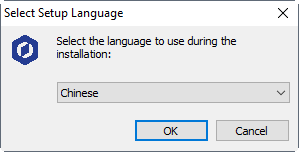 Select Setup Language
Select the language to use during the
installation:
Chinese
OK
Cancel